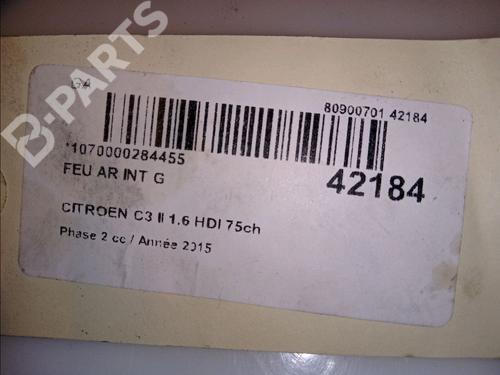 B-PARTS
80900701 42184
*1070000284455
42184
FEU AR INT G
CITROEN C3 II 1.6 HDI 75ch
Phase 2 cc / Année 2015